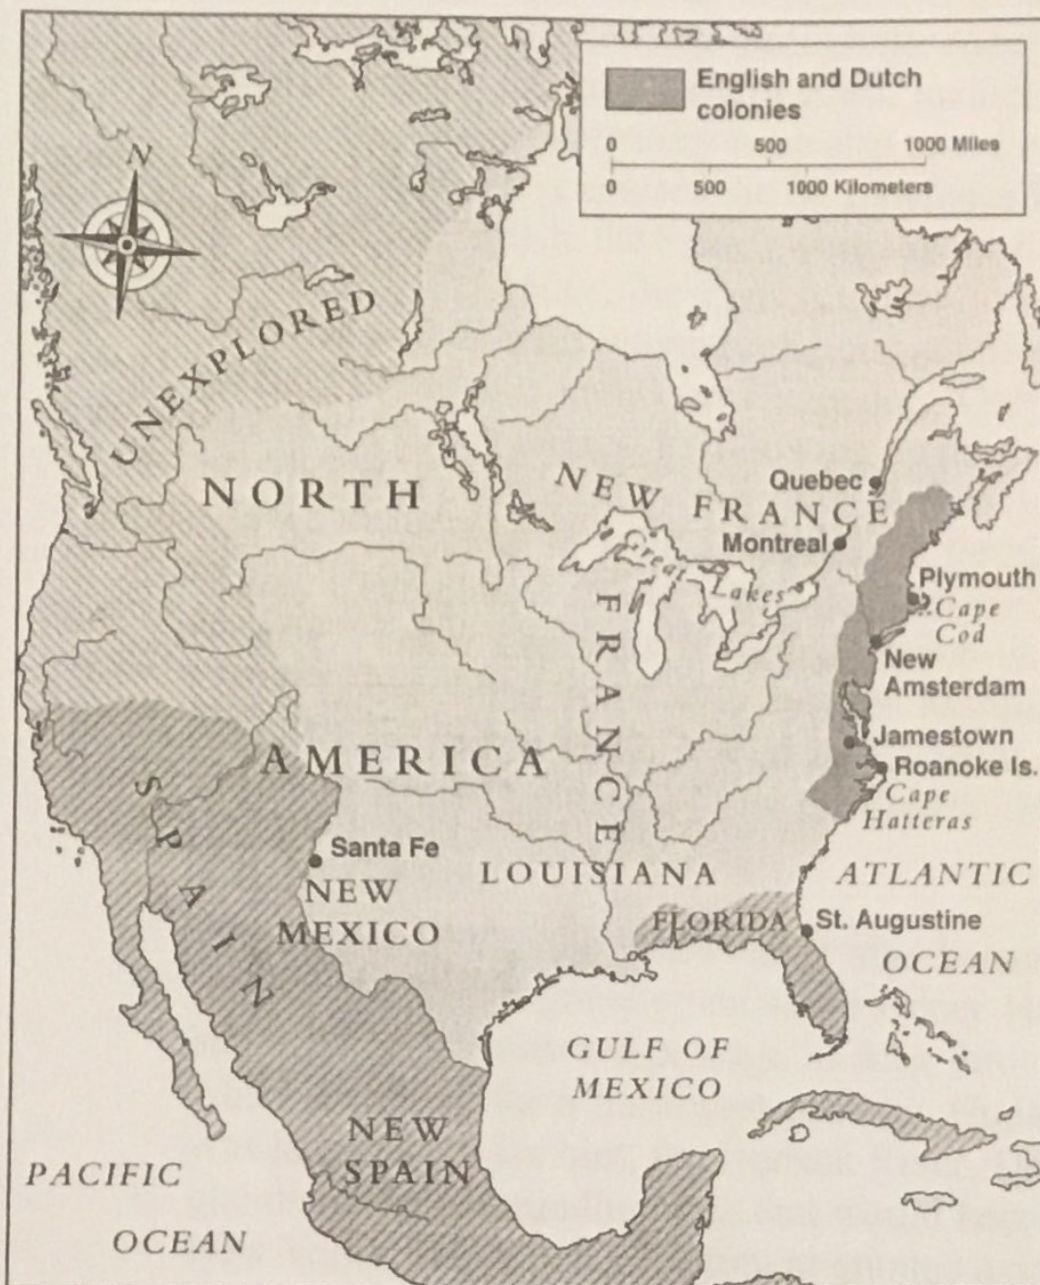 English and Dutch
colonies
0 500 1000 Miles
0 500 1000 Kilometers
N
UNEXPLORED
NORTH
AMERICA
NEW FRANCE
Quebec
Montreal
Great Lakes
FRANCE
Plymouth
Cape
Cod
New
Amsterdam
Jamestown
Roanoke Is.
Cape
Hatteras
SPAIN
Santa Fe
NEW
MEXICO
LOUISIANA
FLORIDA
St. Augustine
ATLANTIC
OCEAN
GULF OF
MEXICO
NEW
SPAIN
PACIFIC
OCEAN